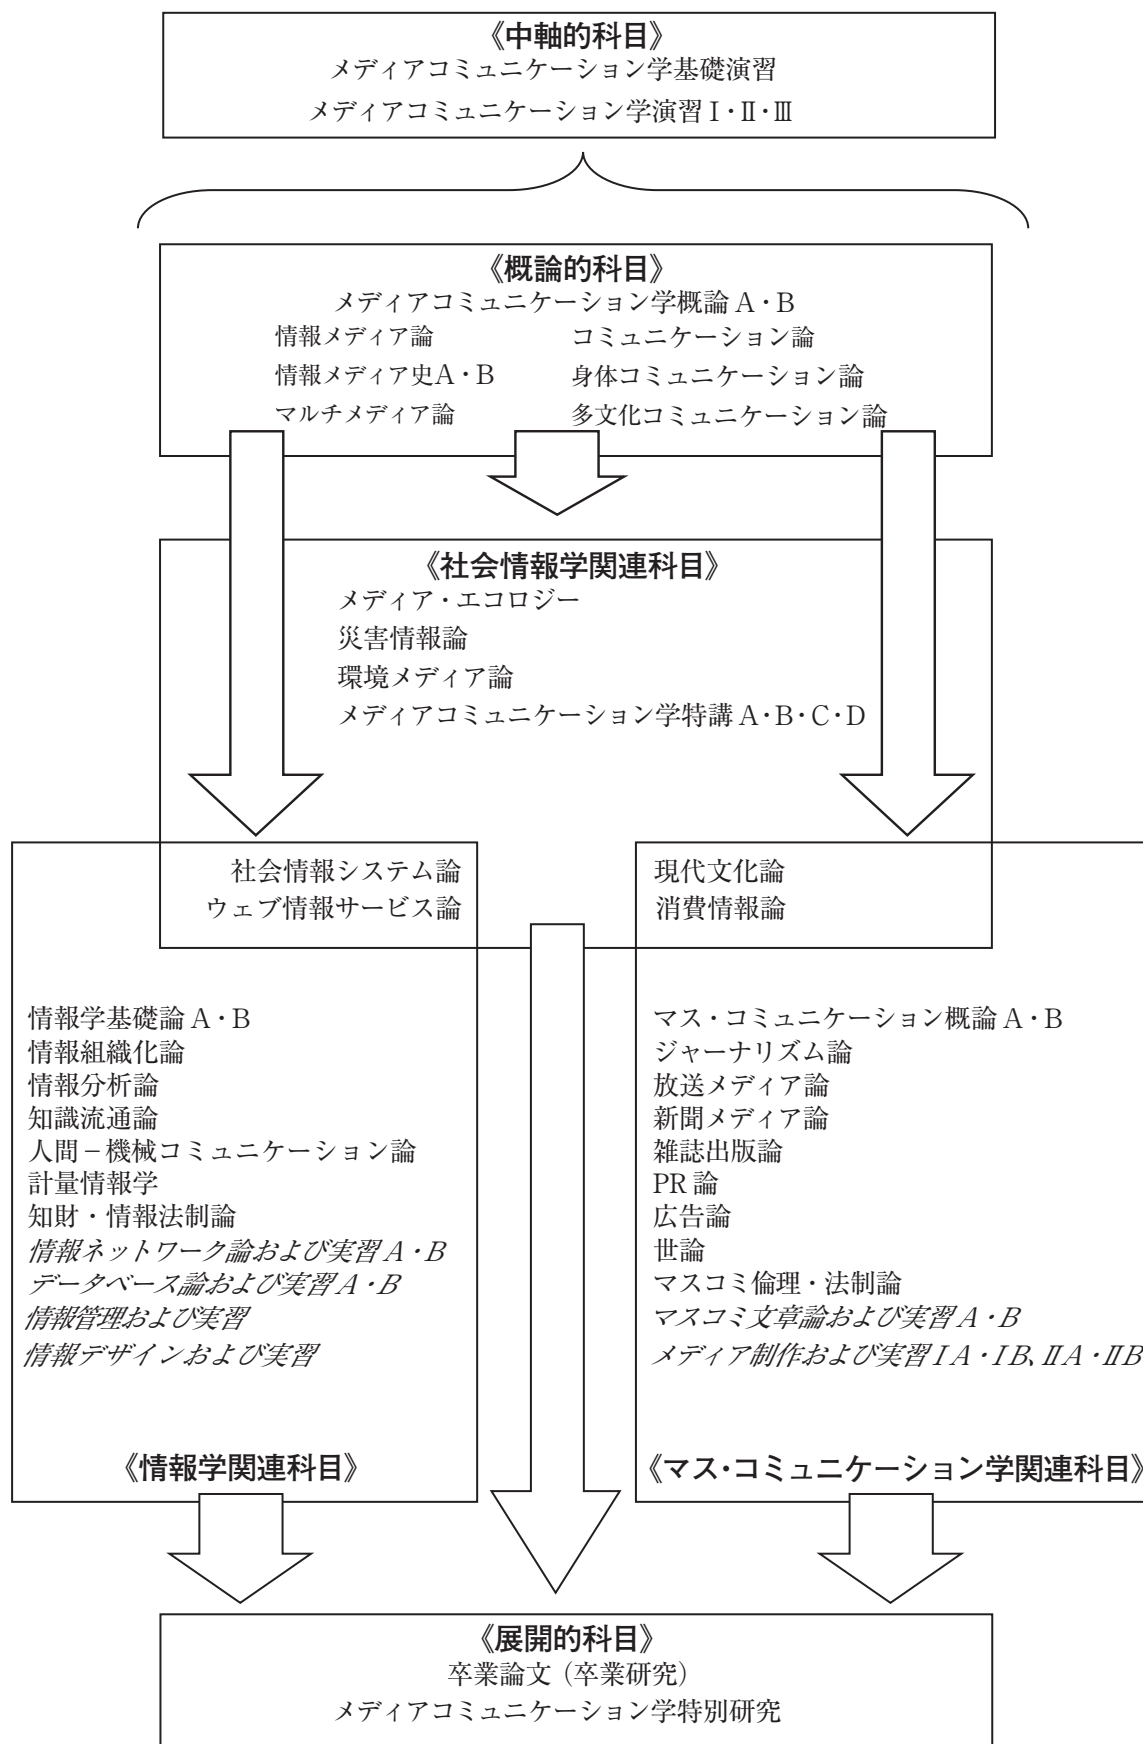 《中軸的科目》
メディアコミュニケーション学基礎演習
メディアコミュニケーション学演習Ⅰ・Ⅱ・Ⅲ
《概論的科目》
メディアコミュニケーション学概論 A・B
情報メディア論
コミュニケーション論
情報メディア史A・B
身体コミュニケーション論
マルチメディア論
多文化コミュニケーション論
《社会情報学関連科目》
メディア・エコロジー
災害情報論
環境メディア論
メディアコミュニケーション学特講 A・B・C・D
社会情報システム論
ウェブ情報サービス論
現代文化論
消費情報論
情報学基礎論 A・B
情報組織化論
情報分析論
知識流通論
人間−機械コミュニケーション論
計量情報学
知財・情報法制論
情報ネットワーク論および実習 A・B
データベース論および実習 A・B
情報管理および実習
情報デザインおよび実習
《情報学関連科目》
マス・コミュニケーション概論 A・B
ジャーナリズム論
放送メディア論
新聞メディア論
雑誌出版論
PR 論
広告論
世論
マスコミ倫理・法制論
マスコミ文章論および実習 A・B
メディア制作および実習ⅠA・ⅠB、ⅡA・ⅡB
《マス・コミュニケーション学関連科目》
《展開的科目》
卒業論文（卒業研究）
メディアコミュニケーション学特別研究